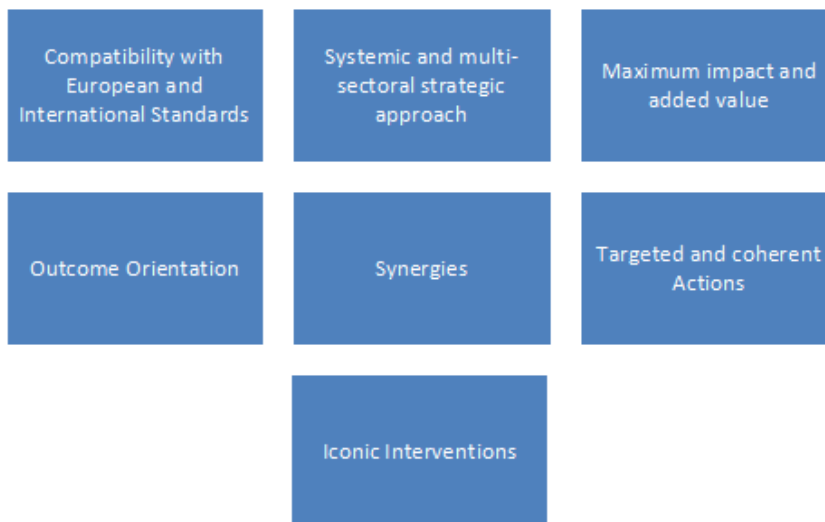 Compatibility with
European and
International Standards
Systemic and multi-
sectoral strategic
approach
Maximum impact and
added value
Outcome Orientation
Synergies
Targeted and coherent
Actions
Iconic Interventions